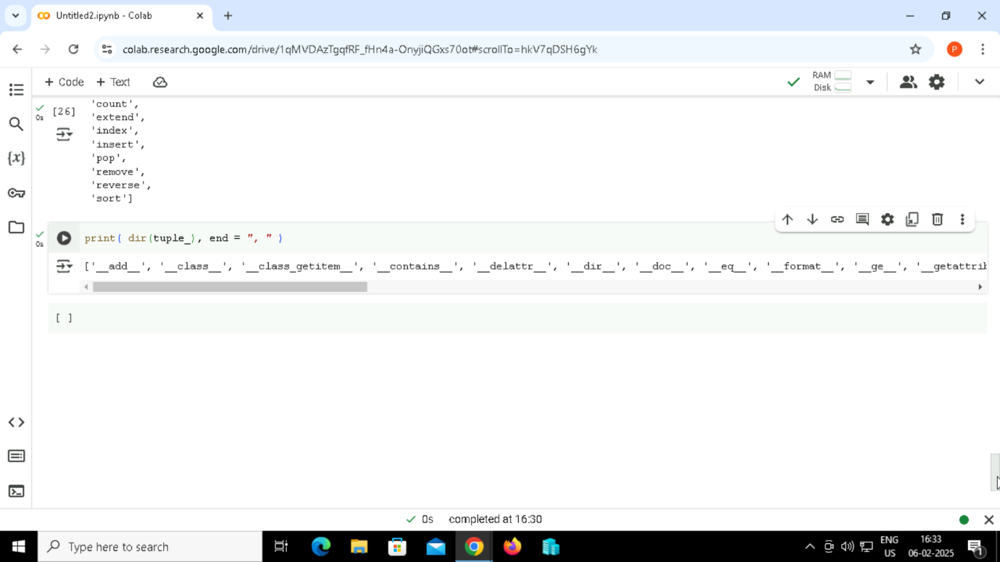 Untitled2.ipynb - Colab
colab.research.google.com/drive/1qMVDAzTgqfRF_fHn4a-OnyjiQGxs70ot#scrollTo=hkV7qDSH6gYk
+ Code + Text
RAM
Disk
'count',
0s [26]
'extend',
'index',
'insert',
'pop',
'remove',
'reverse',
'sort']
{x}
0s
print( dir(tuple_), end = ", " )
['__add__', '__class__', '__class_getitem__', '__contains__', '__delattr__', '__dir__', '__doc__', '__eq__', '__format__', '__ge__', '__getattrib
[ ]
0s completed at 16:30
Type here to search
ENG
US
16:33
06-02-2025
1
P